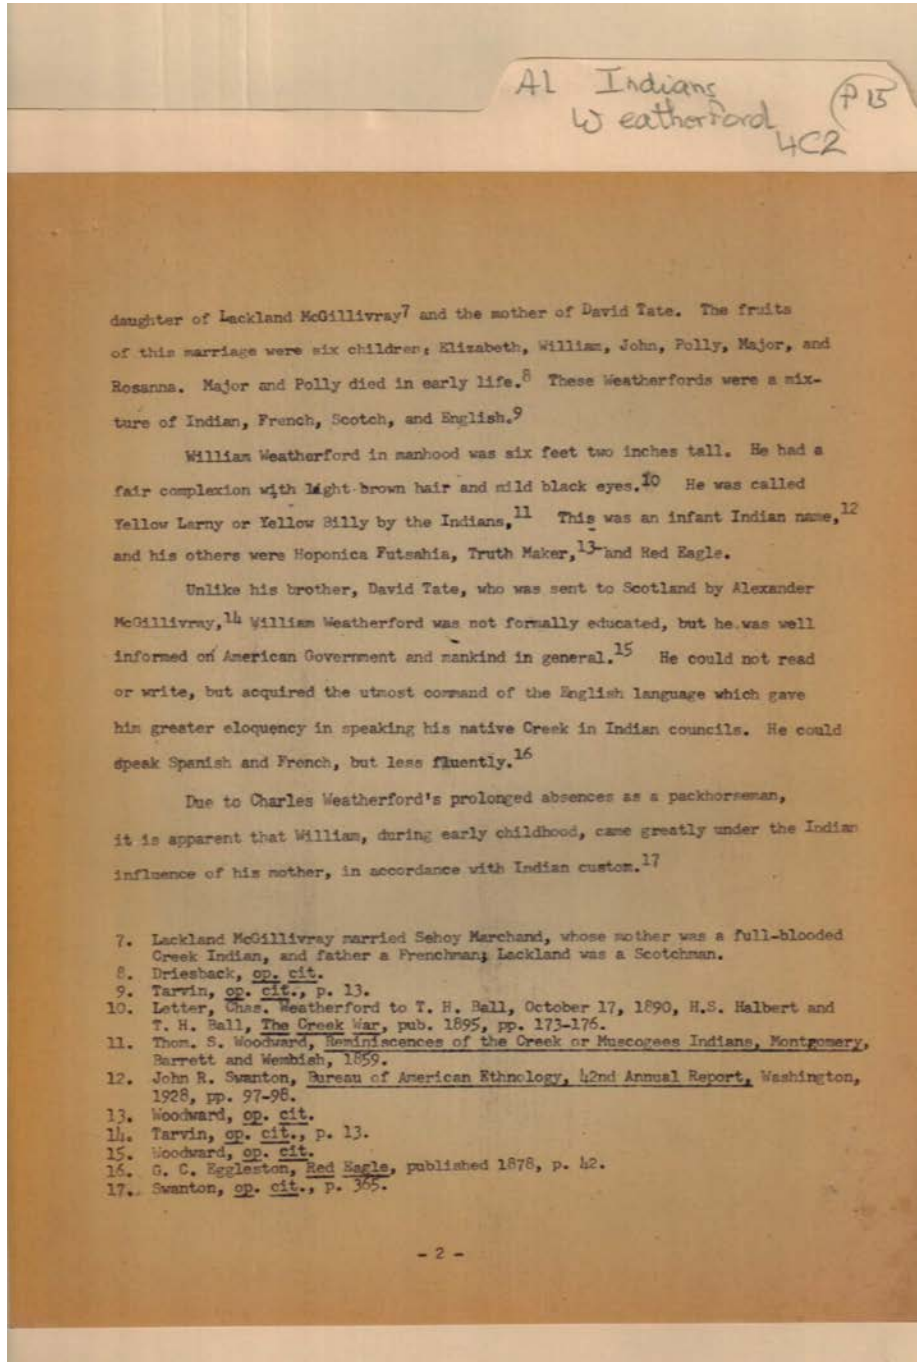 Al Indians
Weatherford
P 15
4C2
daughter of Lackland McGillivray7 and the mother of David Tate. The fruits
of this marriage were six children; Elizabeth, William, John, Polly, Major, and
Rosanna. Major and Polly died in early life.8 These Weatherfords were a mix-
ture of Indian, French, Scotch, and English.9
William Weatherford in manhood was six feet two inches tall. He had a
fair complexion with light brown hair and mild black eyes.10 He was called
Yellow Larny or Yellow Billy by the Indians,11 This was an infant Indian name,12
and his others were Hoponica Futsahia, Truth Maker,13 and Red Eagle.
Unlike his brother, David Tate, who was sent to Scotland by Alexander
McGillivray,14 William Weatherford was not formally educated, but he was well
informed on American Government and mankind in general.15 He could not read
or write, but acquired the utmost command of the English language which gave
him greater eloquency in speaking his native Creek in Indian councils. He could
speak Spanish and French, but less fluently.16
Due to Charles Weatherford's prolonged absences as a packhorseman,
it is apparent that William, during early childhood, came greatly under the Indian
influence of his mother, in accordance with Indian custom.17
7. Lackland McGillivray married Sehoy Marchand, whose mother was a full-blooded
Creek Indian, and father a Frenchman; Lackland was a Scotchman.
8. Driesback, op. cit.
9. Tarvin, op. cit., p. 13.
10. Letter, Chas. Weatherford to T. H. Ball, October 17, 1890, H.S. Halbert and
T. H. Ball, The Creek War, pub. 1895, pp. 173-176.
11. Thom. S. Woodward, Reminiscences of the Creek or Muscogees Indians, Montgomery,
Barrett and Wembish, 1859.
12. John R. Swanton, Bureau of American Ethnology, 42nd Annual Report, Washington,
1928, pp. 97-98.
13. Woodward, op. cit.
14. Tarvin, op. cit., p. 13.
15. Woodward, op. cit.
16. G. C. Eggleston, Red Eagle, published 1878, p. 42.
17. Swanton, op. cit., p. 365.
- 2 -